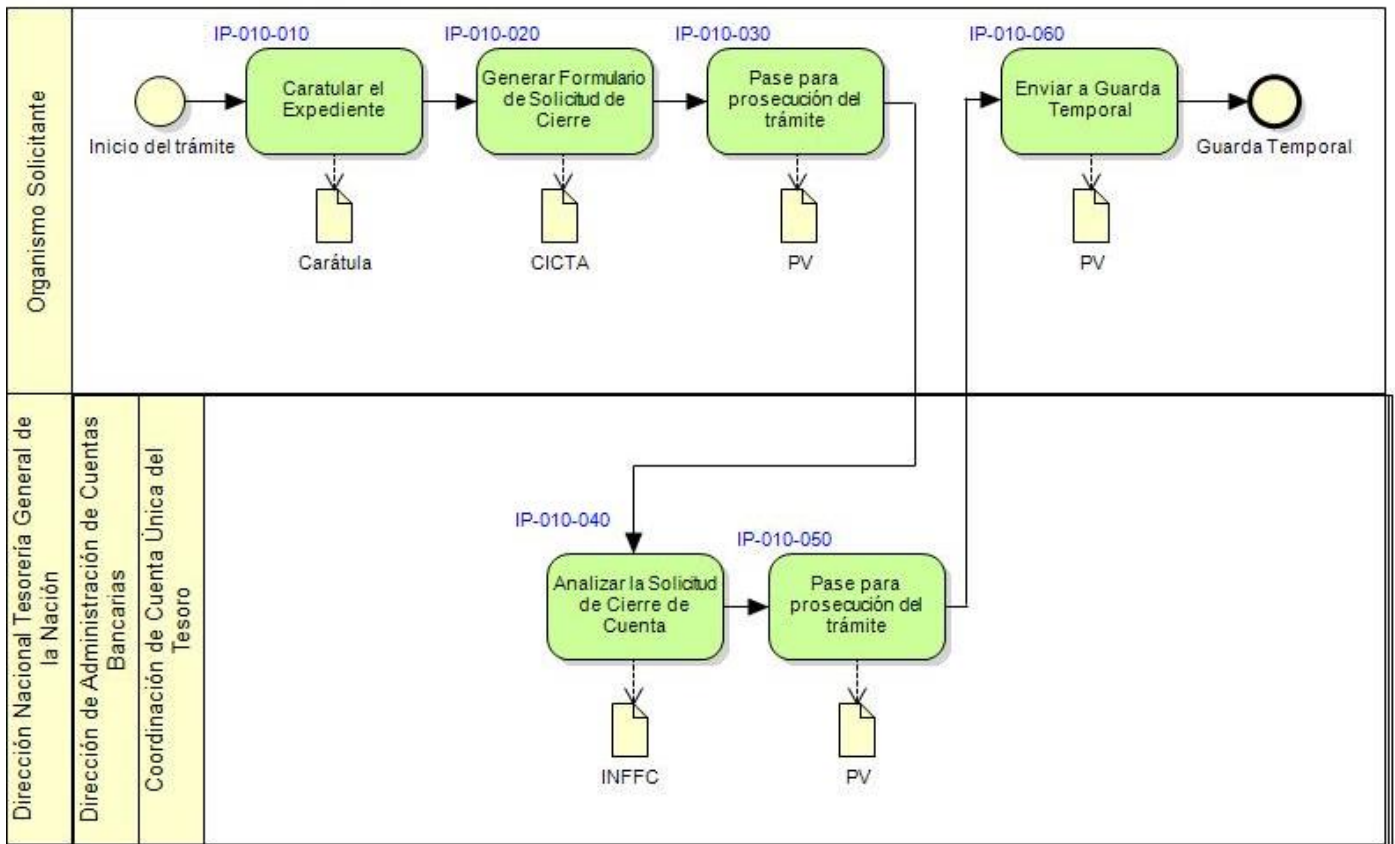 Organismo Solicitante
IP-010-010
IP-010-020
IP-010-030
IP-010-060
Inicio del trámite
Caratular el
Expediente
Generar Formulario
de Solicitud de
Cierre
Pase para
prosecución del
trámite
Enviar a Guarda
Temporal
Guarda Temporal
Carátula
CICTA
PV
PV
Dirección Nacional Tesorería General de
la Nación
Dirección de Administración de Cuentas
Bancarias
Coordinación de Cuenta Única del
Tesoro
IP-010-040
IP-010-050
Analizar la Solicitud
de Cierre de
Cuenta
Pase para
prosecución del
trámite
INFFC
PV